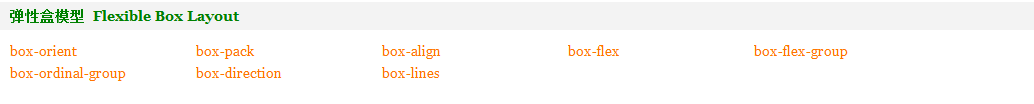 弹性盒模型 Flexible Box Layout
box-orient box-pack box-align box-flex box-flex-group
box-ordinal-group box-direction box-lines